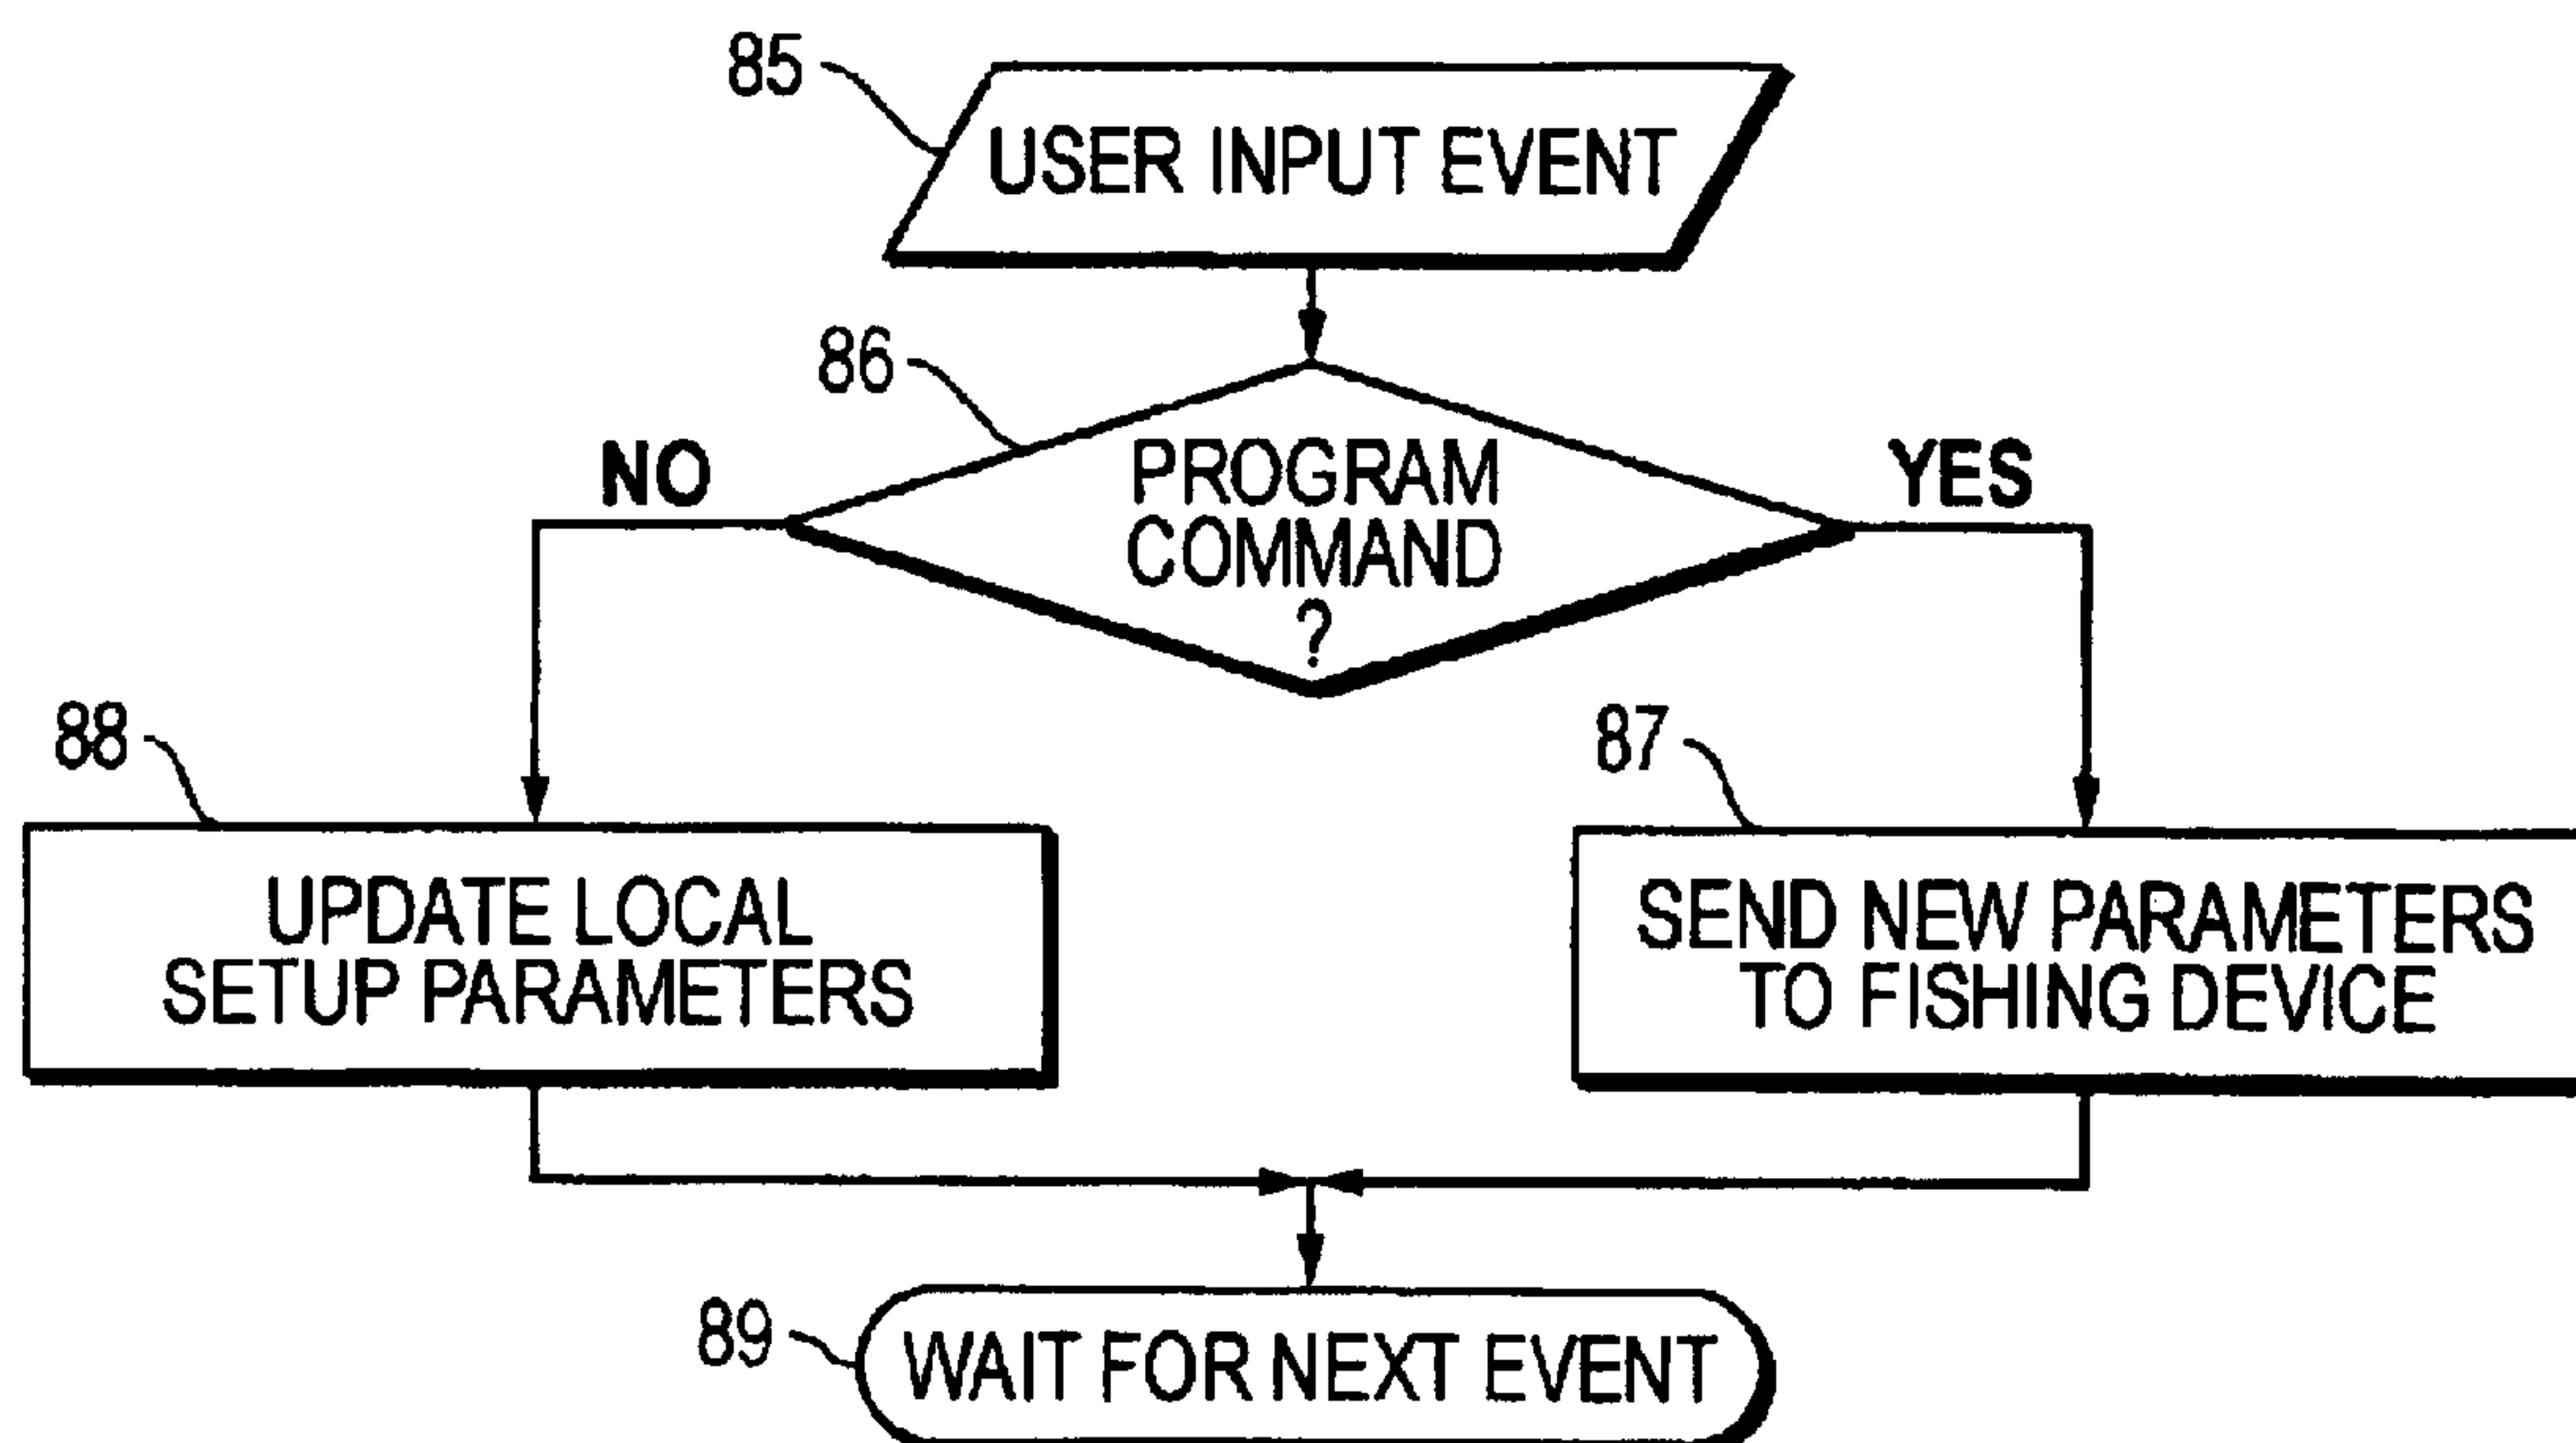 85
USER INPUT EVENT
86
PROGRAM
COMMAND
?
NO
YES
88
UPDATE LOCAL
SETUP PARAMETERS
87
SEND NEW PARAMETERS
TO FISHING DEVICE
89
WAIT FOR NEXT EVENT